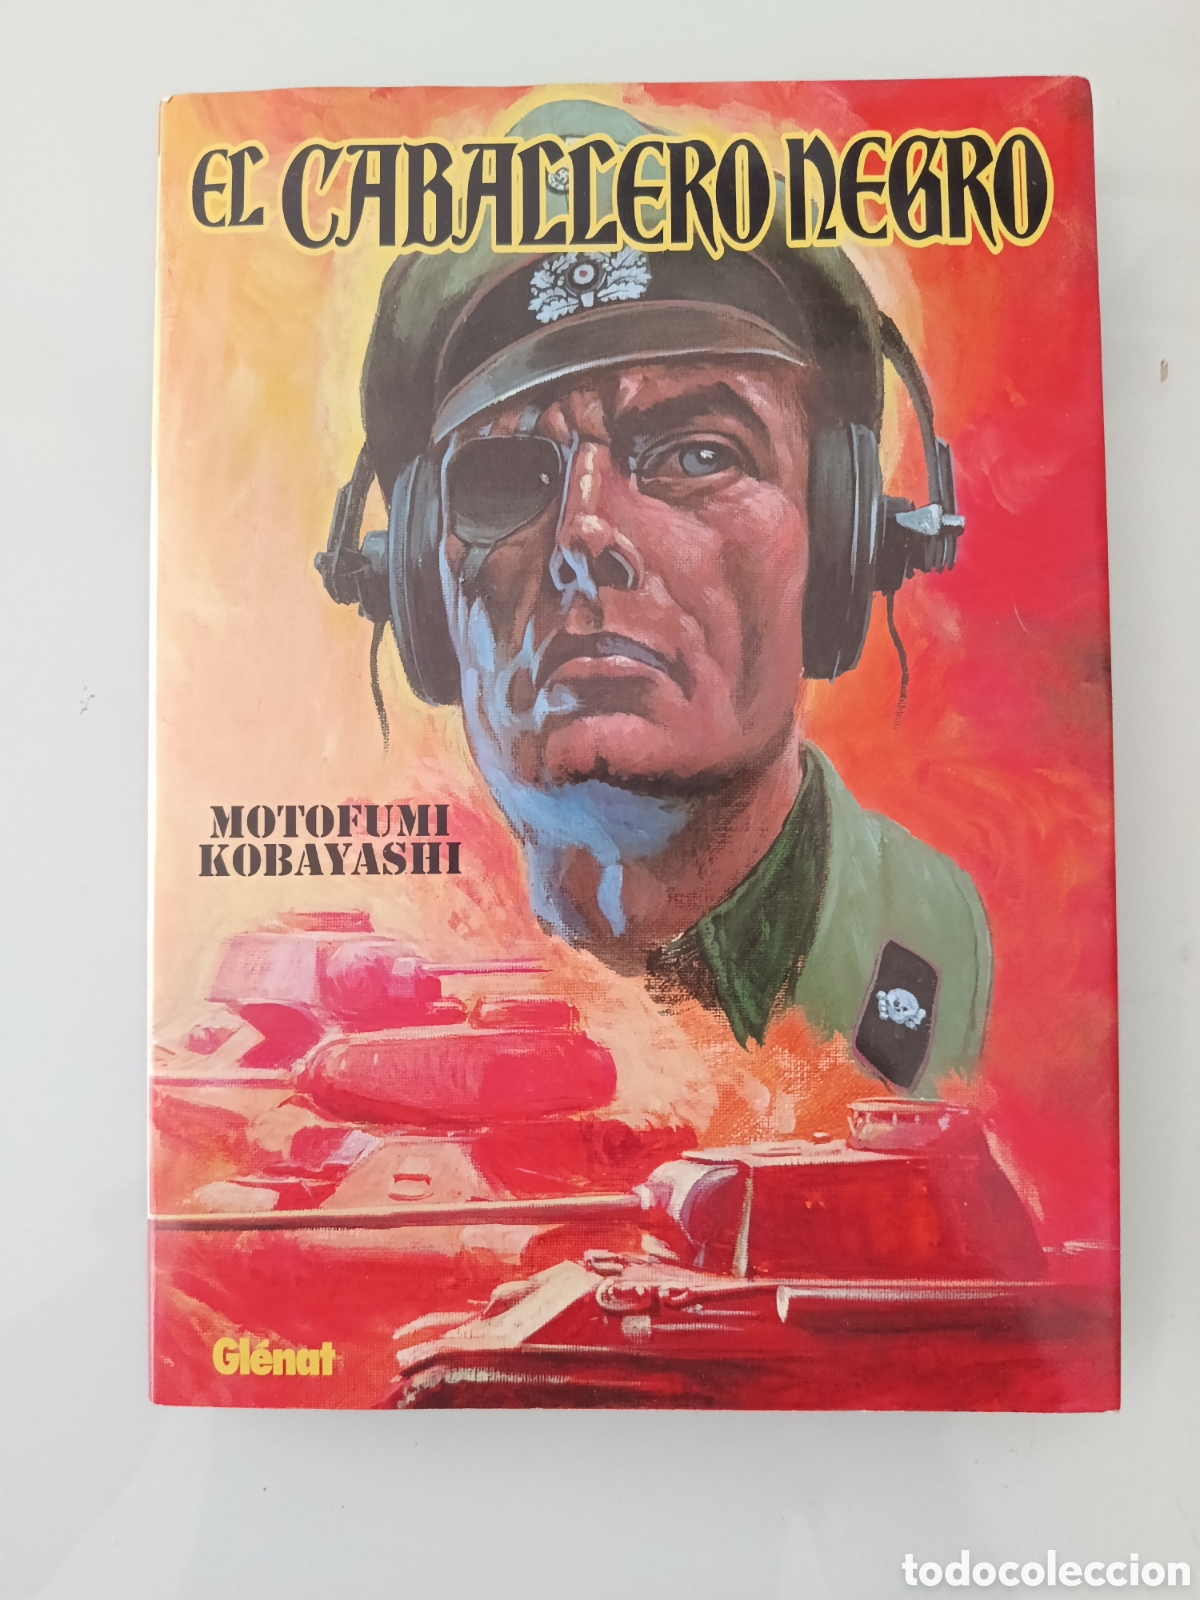 EL CABALLERO NEGRO
MOTOFUMI
KOBAYASHI
Glénat
todocoleccion